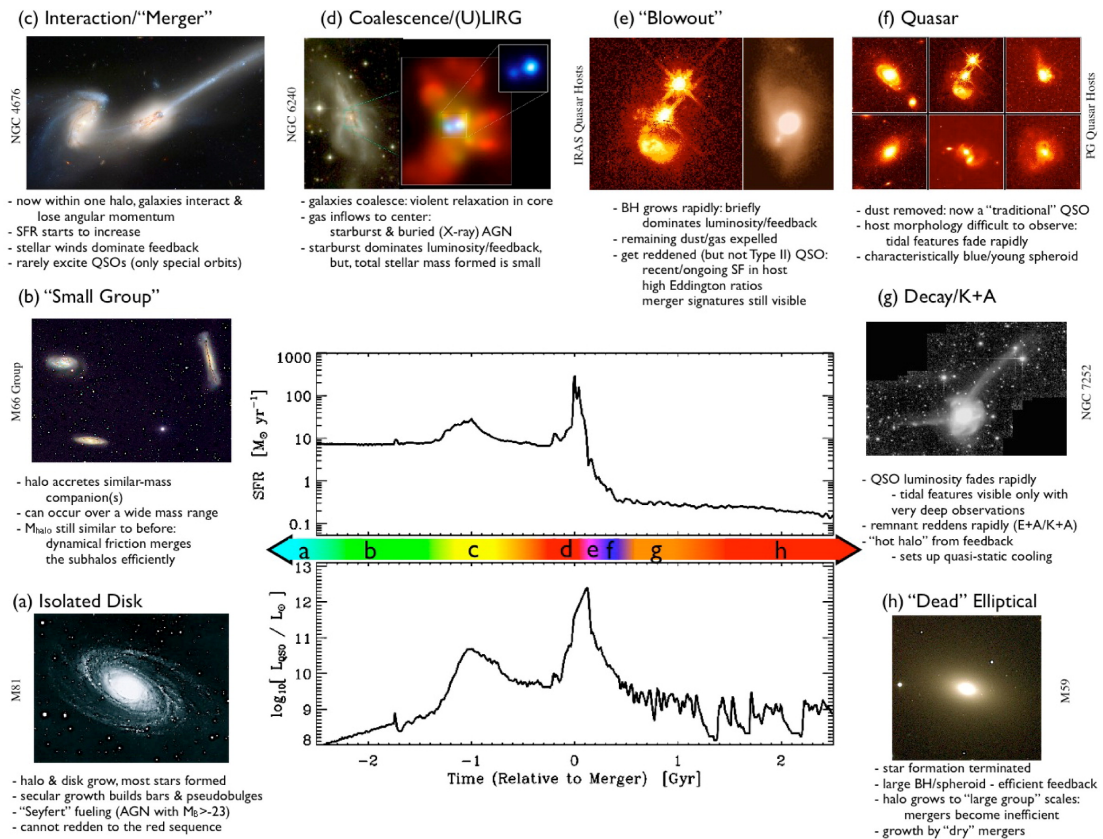 (c) Interaction/“Merger”
NGC 4676
- now within one halo, galaxies interact &
lose angular momentum
- SFR starts to increase
- stellar winds dominate feedback
- rarely excite QSOs (only special orbits)
(d) Coalescence/(U)LIRG
NGC 6240
- galaxies coalesce: violent relaxation in core
- gas inflows to center:
starburst & buried (X-ray) AGN
- starburst dominates luminosity/feedback,
but, total stellar mass formed is small
(e) “Blowout”
IRAS Quasar Hosts
- BH grows rapidly: briefly
dominates luminosity/feedback
- remaining dust/gas expelled
- get reddened (but not Type II) QSO:
recent/ongoing SF in host
high Eddington ratios
merger signatures still visible
(f) Quasar
PG Quasar Hosts
- dust removed: now a “traditional” QSO
- host morphology difficult to observe:
tidal features fade rapidly
- characteristically blue/young spheroid
(b) “Small Group”
M66 Group
- halo accretes similar-mass
companion(s)
- can occur over a wide mass range
- Mhalo still similar to before:
dynamical friction merges
the subhalos efficiently
(a) Isolated Disk
M81
- halo & disk grow, most stars formed
- secular growth builds bars & pseudobulges
- “Seyfert” fueling (AGN with MB>-23)
- cannot redden to the red sequence
1000
100
10
1
0.1
SFR [M⊙ yr⁻¹]
a b c d e f g h
13
12
11
10
9
8
log₁₀[ LQSO / L⊙ ]
-2 -1 0 1 2
Time (Relative to Merger) [Gyr]
(g) Decay/K+A
NGC 7252
- QSO luminosity fades rapidly
- tidal features visible only with
very deep observations
- remnant reddens rapidly (E+A/K+A)
- “hot halo” from feedback
- sets up quasi-static cooling
(h) “Dead” Elliptical
M59
- star formation terminated
- large BH/spheroid - efficient feedback
- halo grows to “large group” scales:
mergers become inefficient
- growth by “dry” mergers